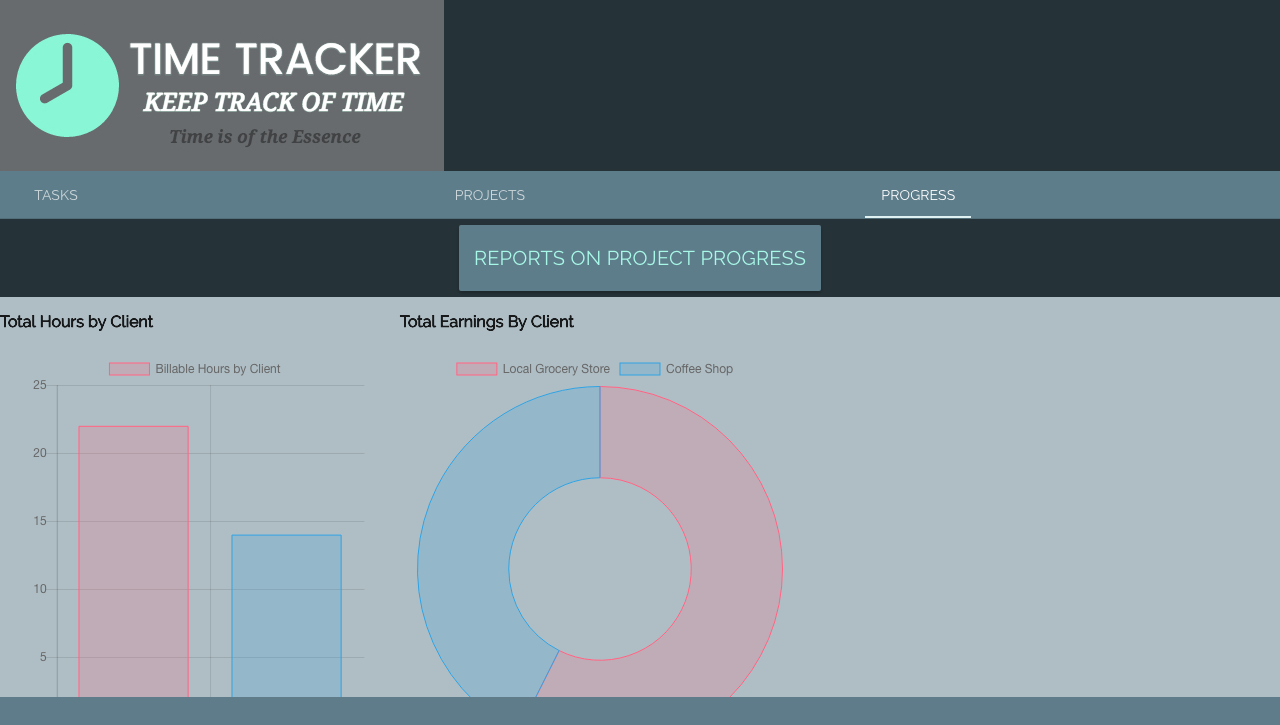 TIME TRACKER
KEEP TRACK OF TIME
Time is of the Essence
TASKS
PROJECTS
PROGRESS
REPORTS ON PROJECT PROGRESS
Total Hours by Client
Total Earnings By Client
Billable Hours by Client
Local Grocery Store
Coffee Shop
25
20
15
10
5